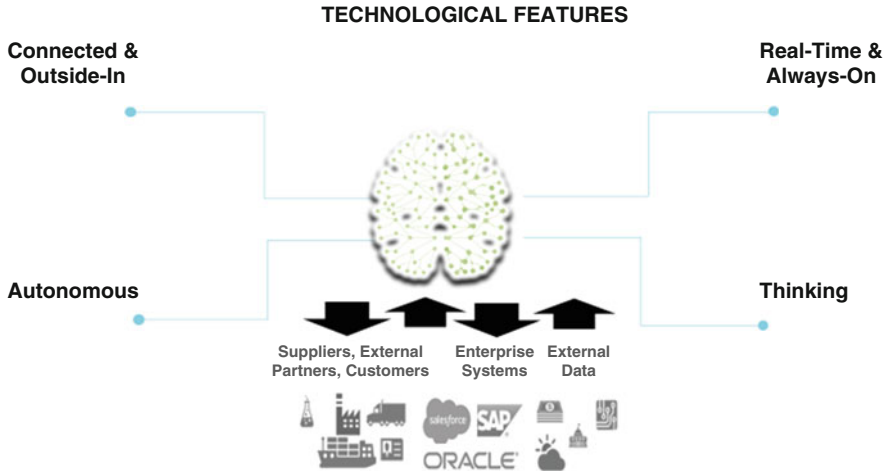 TECHNOLOGICAL FEATURES
Connected &
Outside-In
Real-Time &
Always-On
Autonomous
Thinking
Suppliers, External
Partners, Customers
Enterprise
Systems
External
Data
salesforce
SAP
ORACLE